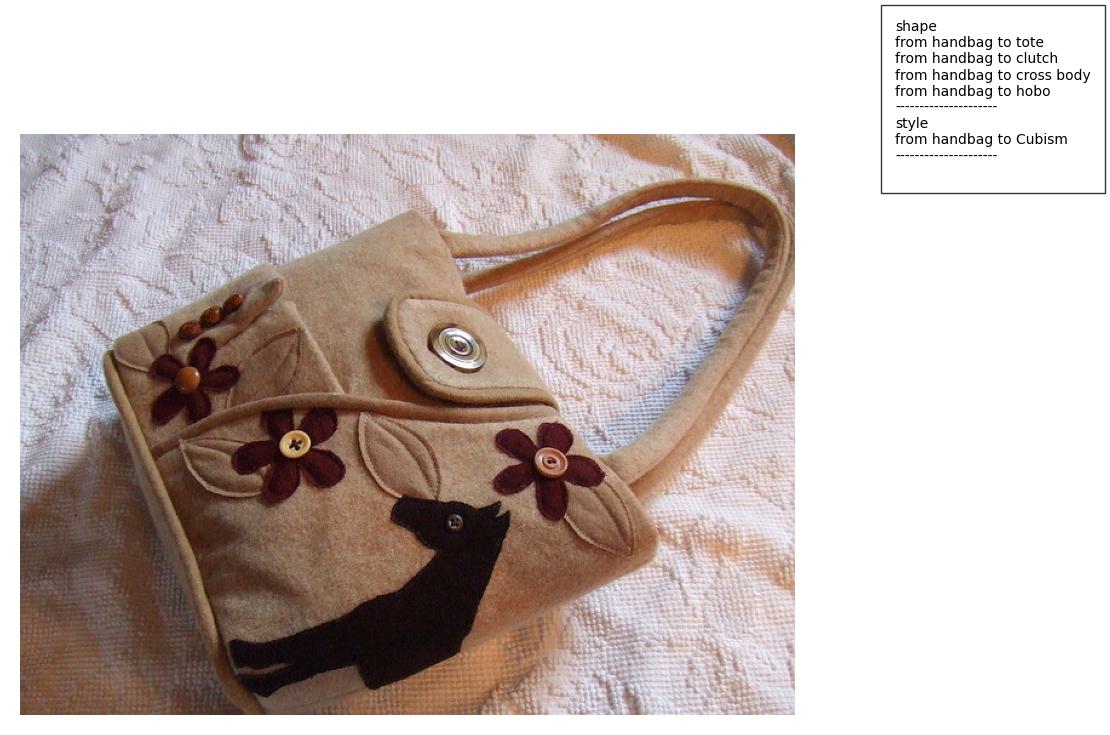 shape
from handbag to tote
from handbag to clutch
from handbag to cross body
from handbag to hobo
---------------------
style
from handbag to Cubism
---------------------